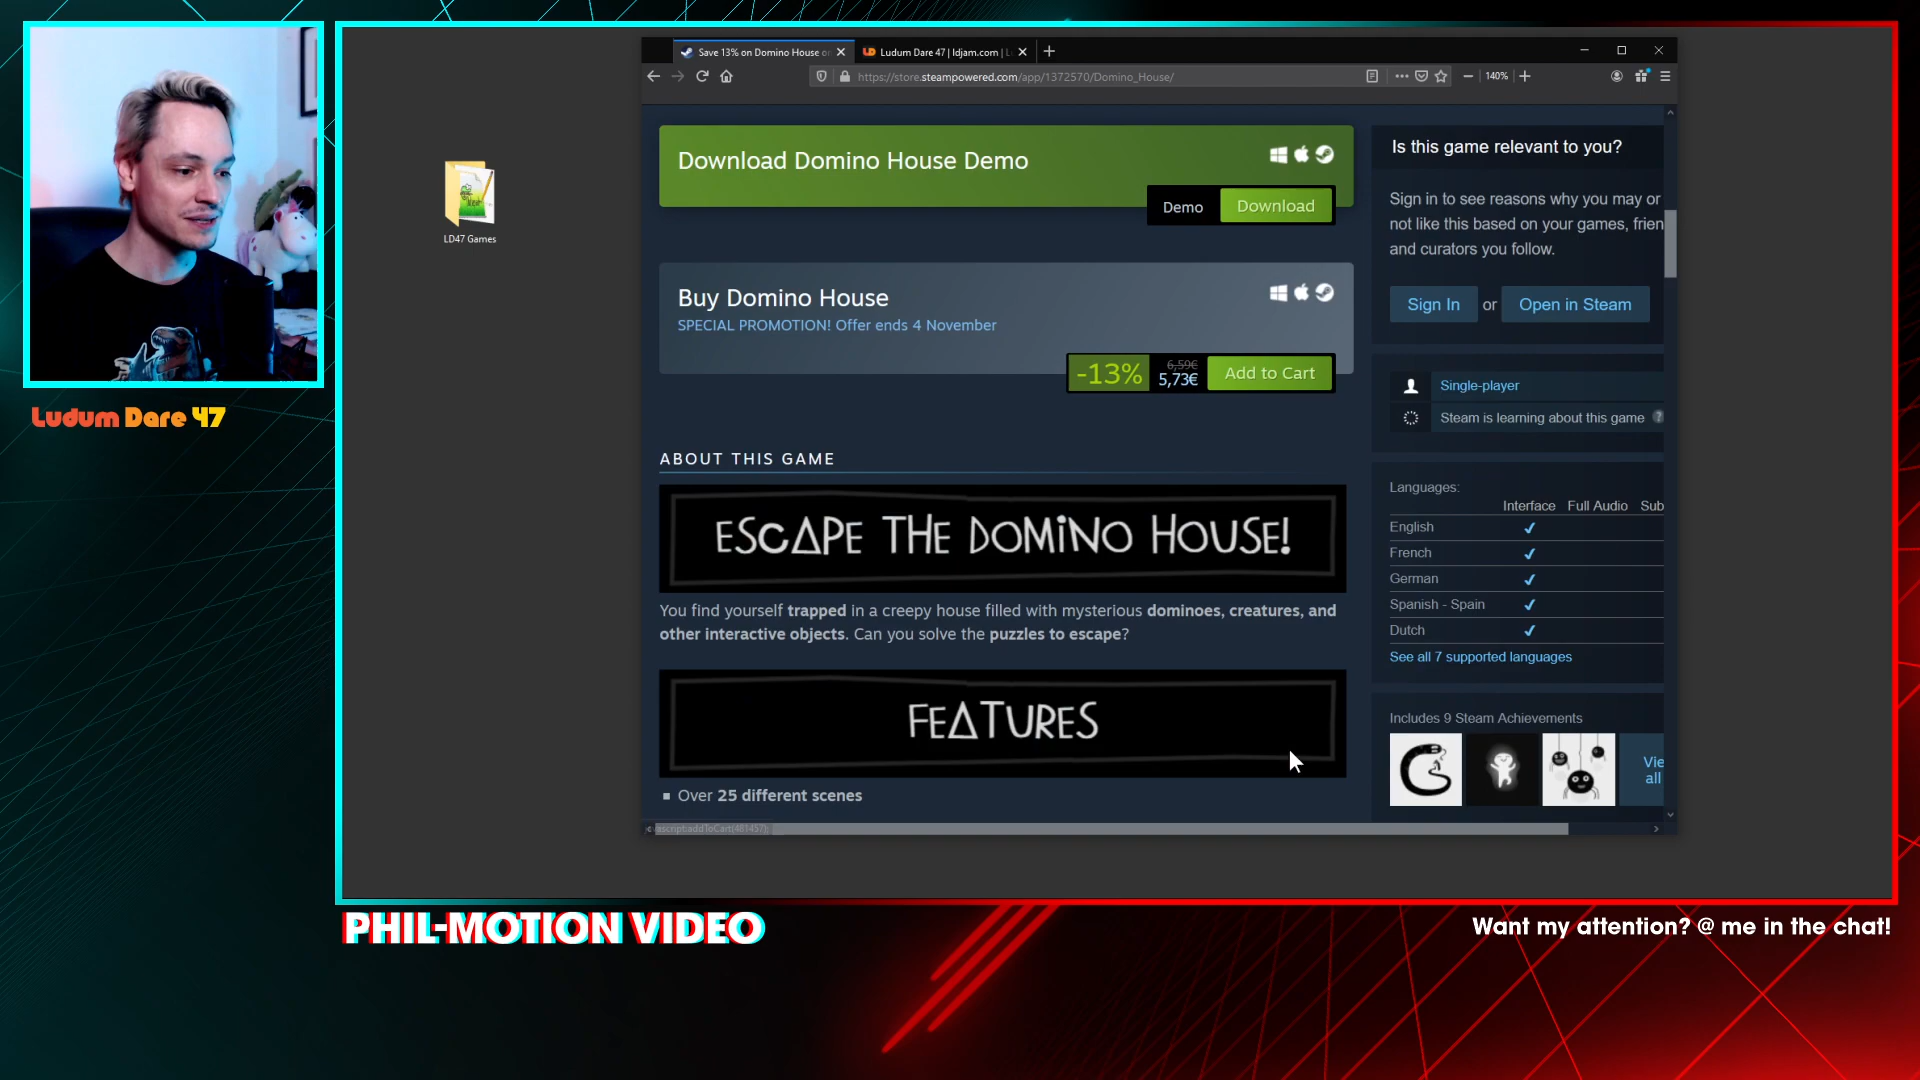 Save 13% on Domino House o
Ludum Dare 47 | ldjam.com |
https://store.steampowered.com/app/1372570/Domino_House/
140%
LD47 Games
Ludum Dare 47
Download Domino House Demo
Demo
Download
Buy Domino House
SPECIAL PROMOTION! Offer ends 4 November
-13%
6,59€
5,73€
Add to Cart
ABOUT THIS GAME
ESCAPE THE DOMINO HOUSE!
You find yourself trapped in a creepy house filled with mysterious dominoes, creatures, and
other interactive objects. Can you solve the puzzles to escape?
FEATURES
Over 25 different scenes
Is this game relevant to you?
Sign in to see reasons why you may or
not like this based on your games, frien
and curators you follow.
Sign In or Open in Steam
Single-player
Steam is learning about this game ?
Languages:
Interface Full Audio Sub
English
French
German
Spanish - Spain
Dutch
See all 7 supported languages
Includes 9 Steam Achievements
Vie
all
vascript:addToCart(481457);
PHIL-MOTION VIDEO
Want my attention? @ me in the chat!